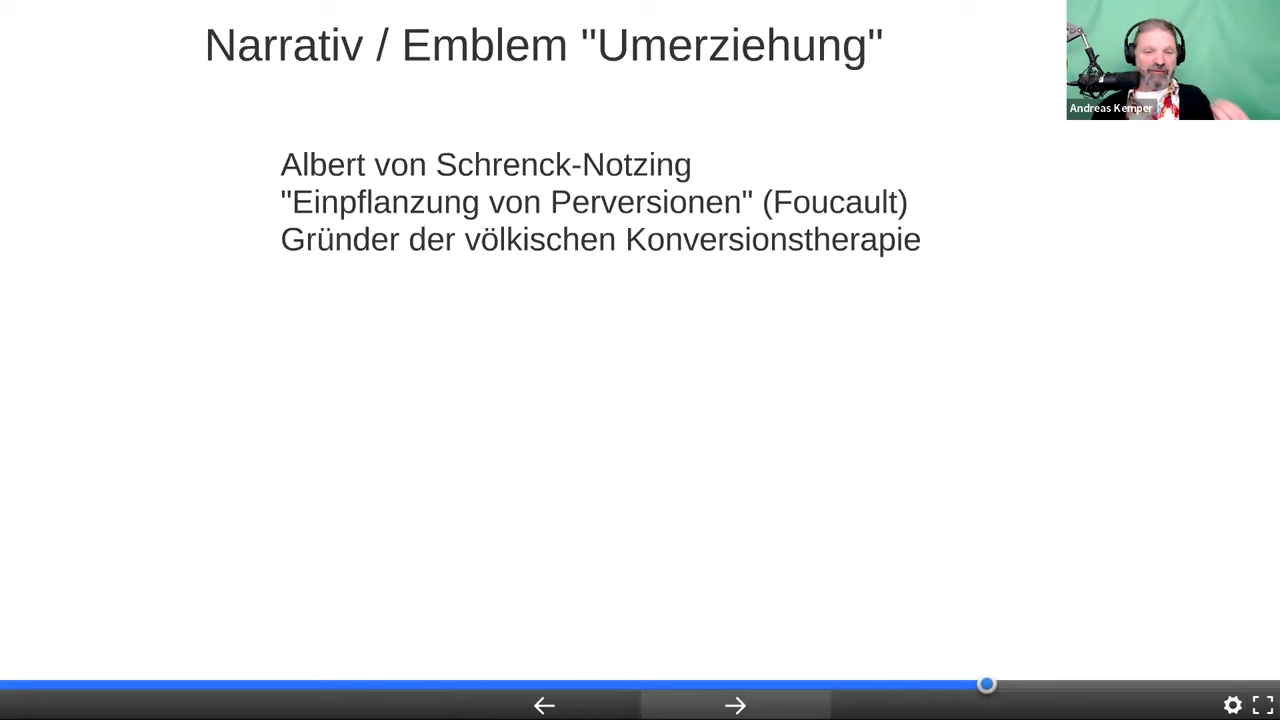 Narrativ / Emblem "Umerziehung"
Andreas Kemper
Albert von Schrenck-Notzing
"Einpflanzung von Perversionen" (Foucault)
Gründer der völkischen Konversionstherapie